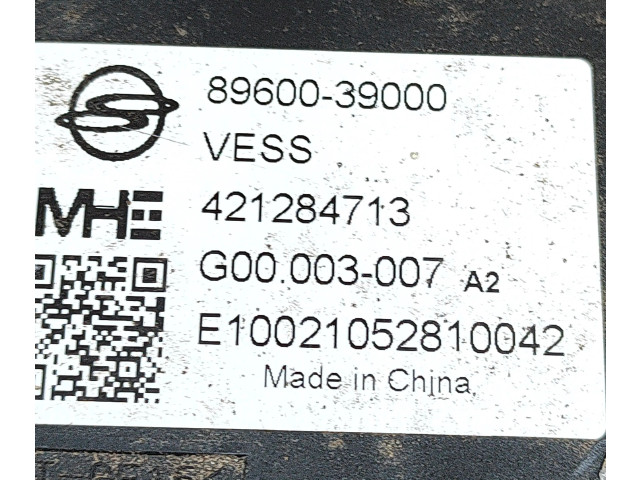 89600-39000
VESS
MHE
421284713
G00.003-007 A2
E10021052810042
Made in China